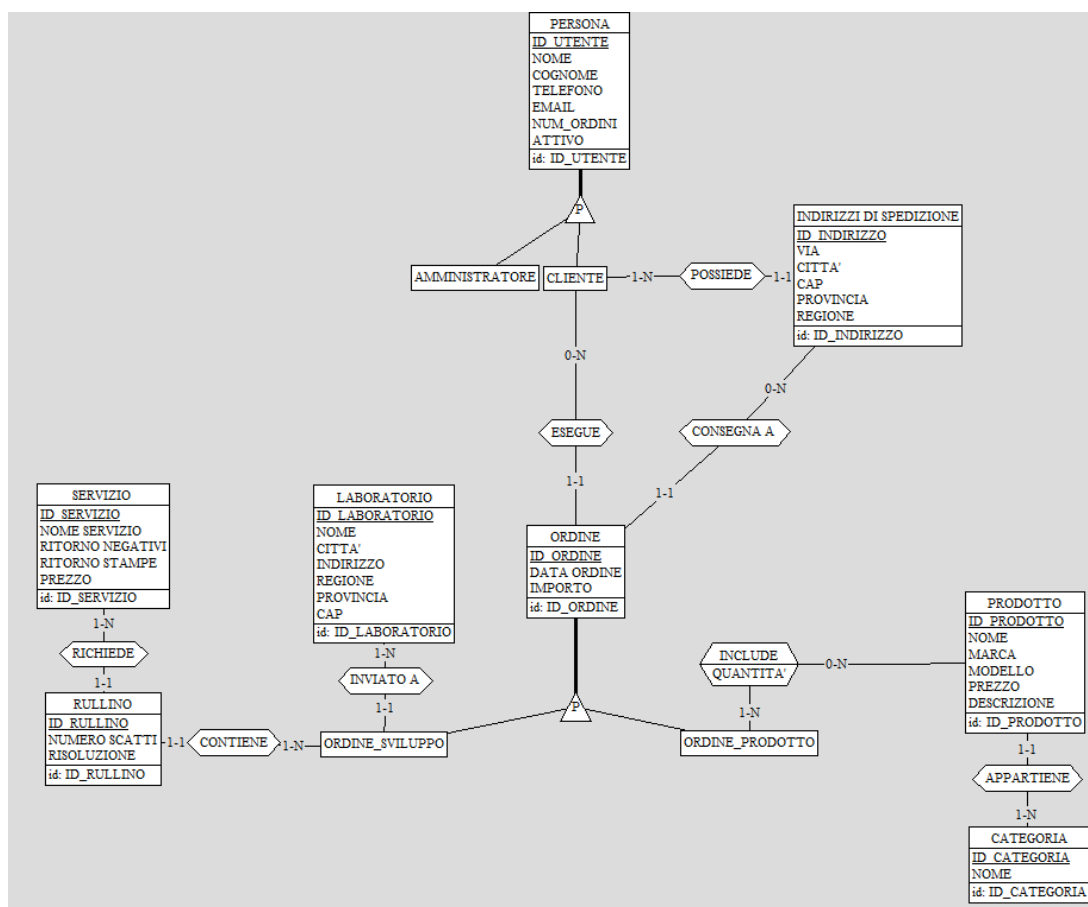 PERSONA
ID_UTENTE
NOME
COGNOME
TELEFONO
EMAIL
NUM_ORDINI
ATTIVO
id: ID_UTENTE
P
AMMINISTRATORE
CLIENTE
1-N
POSSIEDE
1-1
INDIRIZZI DI SPEDIZIONE
ID_INDIRIZZO
VIA
CITTA'
CAP
PROVINCIA
REGIONE
id: ID_INDIRIZZO
0-N
ESEGUE
1-1
0-N
CONSEGNA A
1-1
SERVIZIO
ID_SERVIZIO
NOME SERVIZIO
RITORNO NEGATIVI
RITORNO STAMPE
PREZZO
id: ID_SERVIZIO
1-N
RICHIEDE
1-1
RULLINO
ID_RULLINO
NUMERO SCATTI
RISOLUZIONE
id: ID_RULLINO
1-1
CONTIENE
1-N
LABORATORIO
ID_LABORATORIO
NOME
CITTA'
INDIRIZZO
REGIONE
PROVINCIA
CAP
id: ID_LABORATORIO
1-N
INVIATO A
1-1
ORDINE_SVILUPPO
ORDINE
ID_ORDINE
DATA ORDINE
IMPORTO
id: ID_ORDINE
P
ORDINE_PRODOTTO
1-N
INCLUDE
QUANTITA'
0-N
PRODOTTO
ID_PRODOTTO
NOME
MARCA
MODELLO
PREZZO
DESCRIZIONE
id: ID_PRODOTTO
1-1
APPARTIENE
1-N
CATEGORIA
ID_CATEGORIA
NOME
id: ID_CATEGORIA